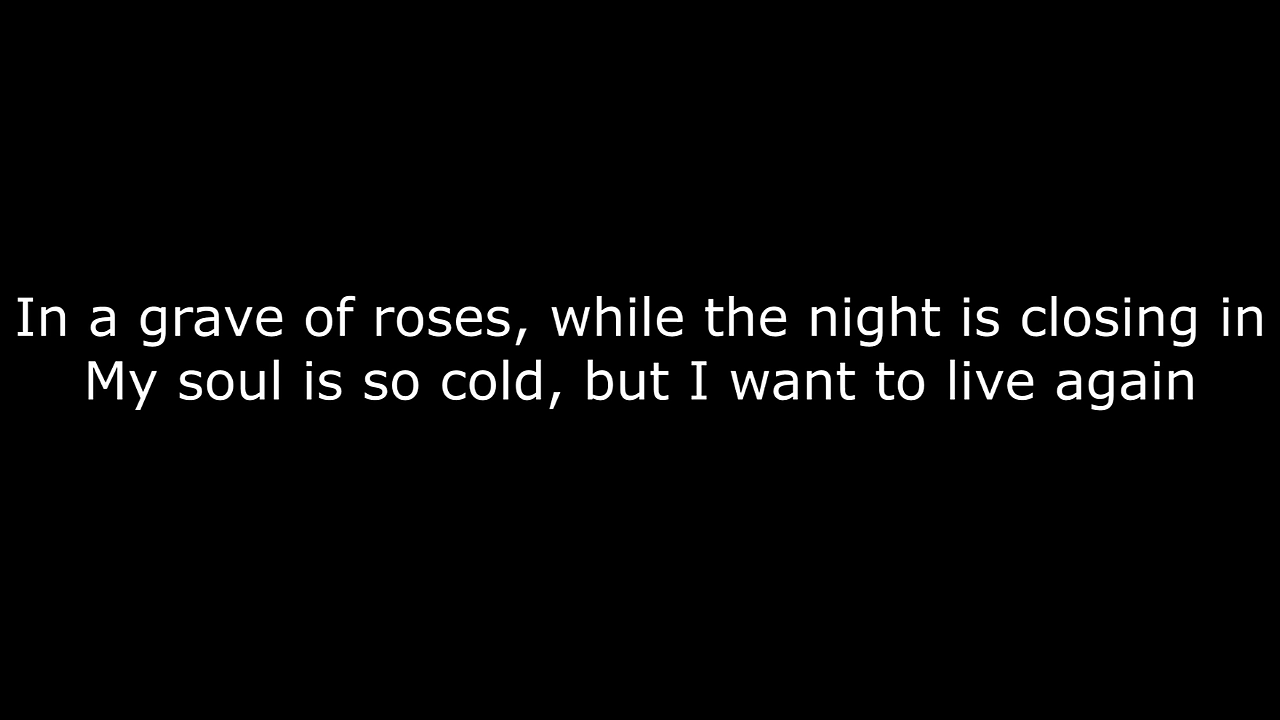 In a grave of roses, while the night is closing in
My soul is so cold, but I want to live again